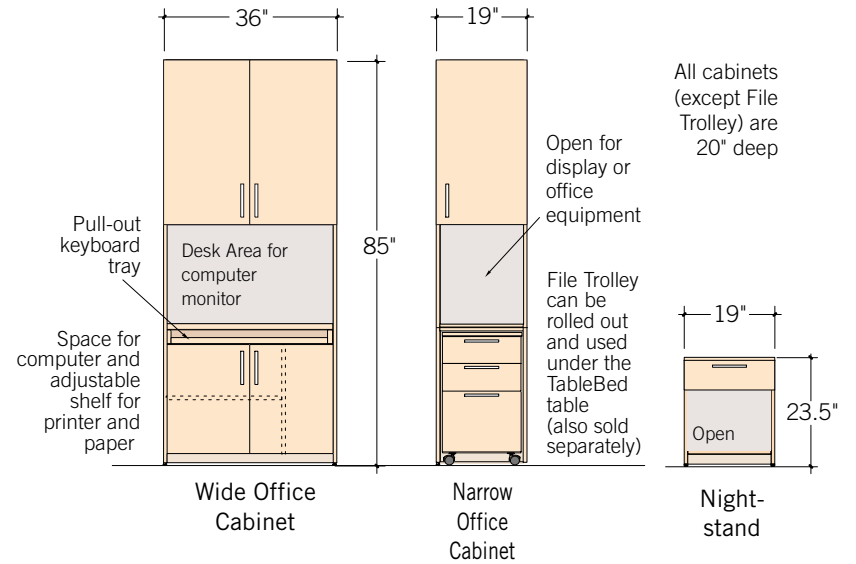 36"
19"
All cabinets
(except File
Trolley) are
20" deep
Open for
display or
office
equipment
Pull-out
keyboard
tray
Desk Area for
computer
monitor
85"
File Trolley
can be
rolled out
and used
under the
TableBed
table
(also sold
separately)
Space for
computer and
adjustable
shelf for
printer and
paper
19"
23.5"
Open
Wide Office
Cabinet
Narrow
Office
Cabinet
Night-
stand